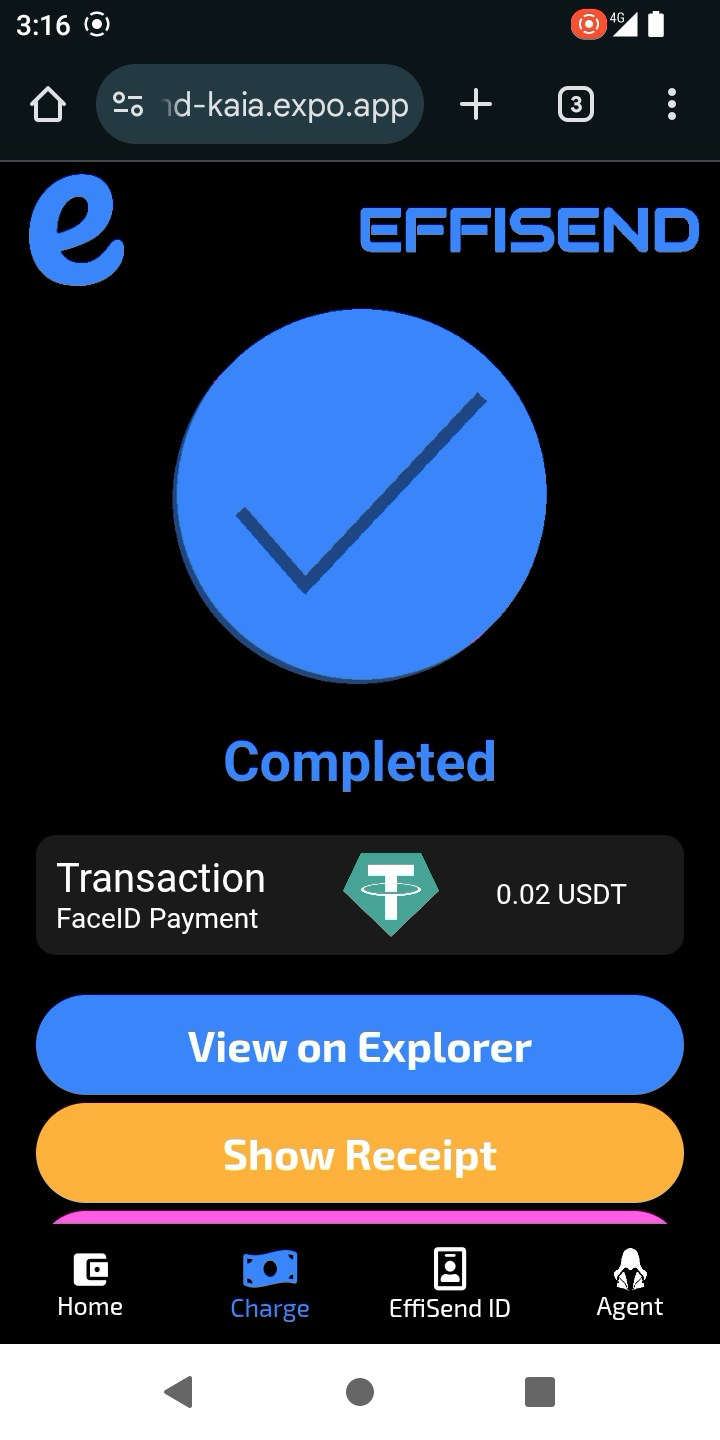 3:16
4G
d-kaia.expo.app
3
e
EFFISEND
Completed
Transaction
FaceID Payment
0.02 USDT
View on Explorer
Show Receipt
Home
Charge
EffiSend ID
Agent